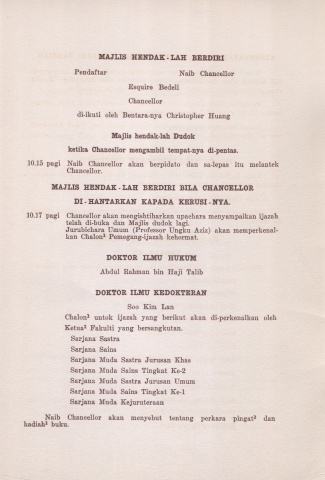 MAJLIS HENDAK-LAH BERDIRI
Pendaftar Naib Chancellor
Esquire Bedell
Chancellor
di-ikuti oleh Bentara-nya Christopher Huang
Majlis hendak-lah Dudok
ketika Chancellor mengambil tempat-nya di-pentas.
10.15 pagi Naib Chancellor akan berpidato dan sa-lepas itu melantek
Chancellor.
MAJLIS HENDAK-LAH BERDIRI BILA CHANCELLOR
DI-HANTARKAN KAPADA KERUSI-NYA.
10.17 pagi Chancellor akan mengishtiharkan upachara menyampaikan ijazah
telah di-buka dan Majlis dudok lagi.
Jurubichara Umum (Professor Ungku Aziz) akan memperkenal-
kan Chalon² Pemegang-ijazah kehormat.
DOKTOR ILMU HUKUM
Abdul Rahman bin Haji Talib
DOKTOR ILMU KEDOKTERAN
Soo Kim Lan
Chalon² untok ijazah yang berikut akan di-perkenalkan oleh
Ketua² Fakulti yang bersangkutan.
Sarjana Sastra
Sarjana Sains
Sarjana Muda Sastra Jurusan Khas
Sarjana Muda Sains Tingkat Ke-2
Sarjana Muda Sastra Jurusan Umum
Sarjana Muda Sains Tingkat Ke-1
Sarjana Muda Kejuruteraan
Naib Chancellor akan menyebut tentang perkara pingat² dan
hadiah² buku.